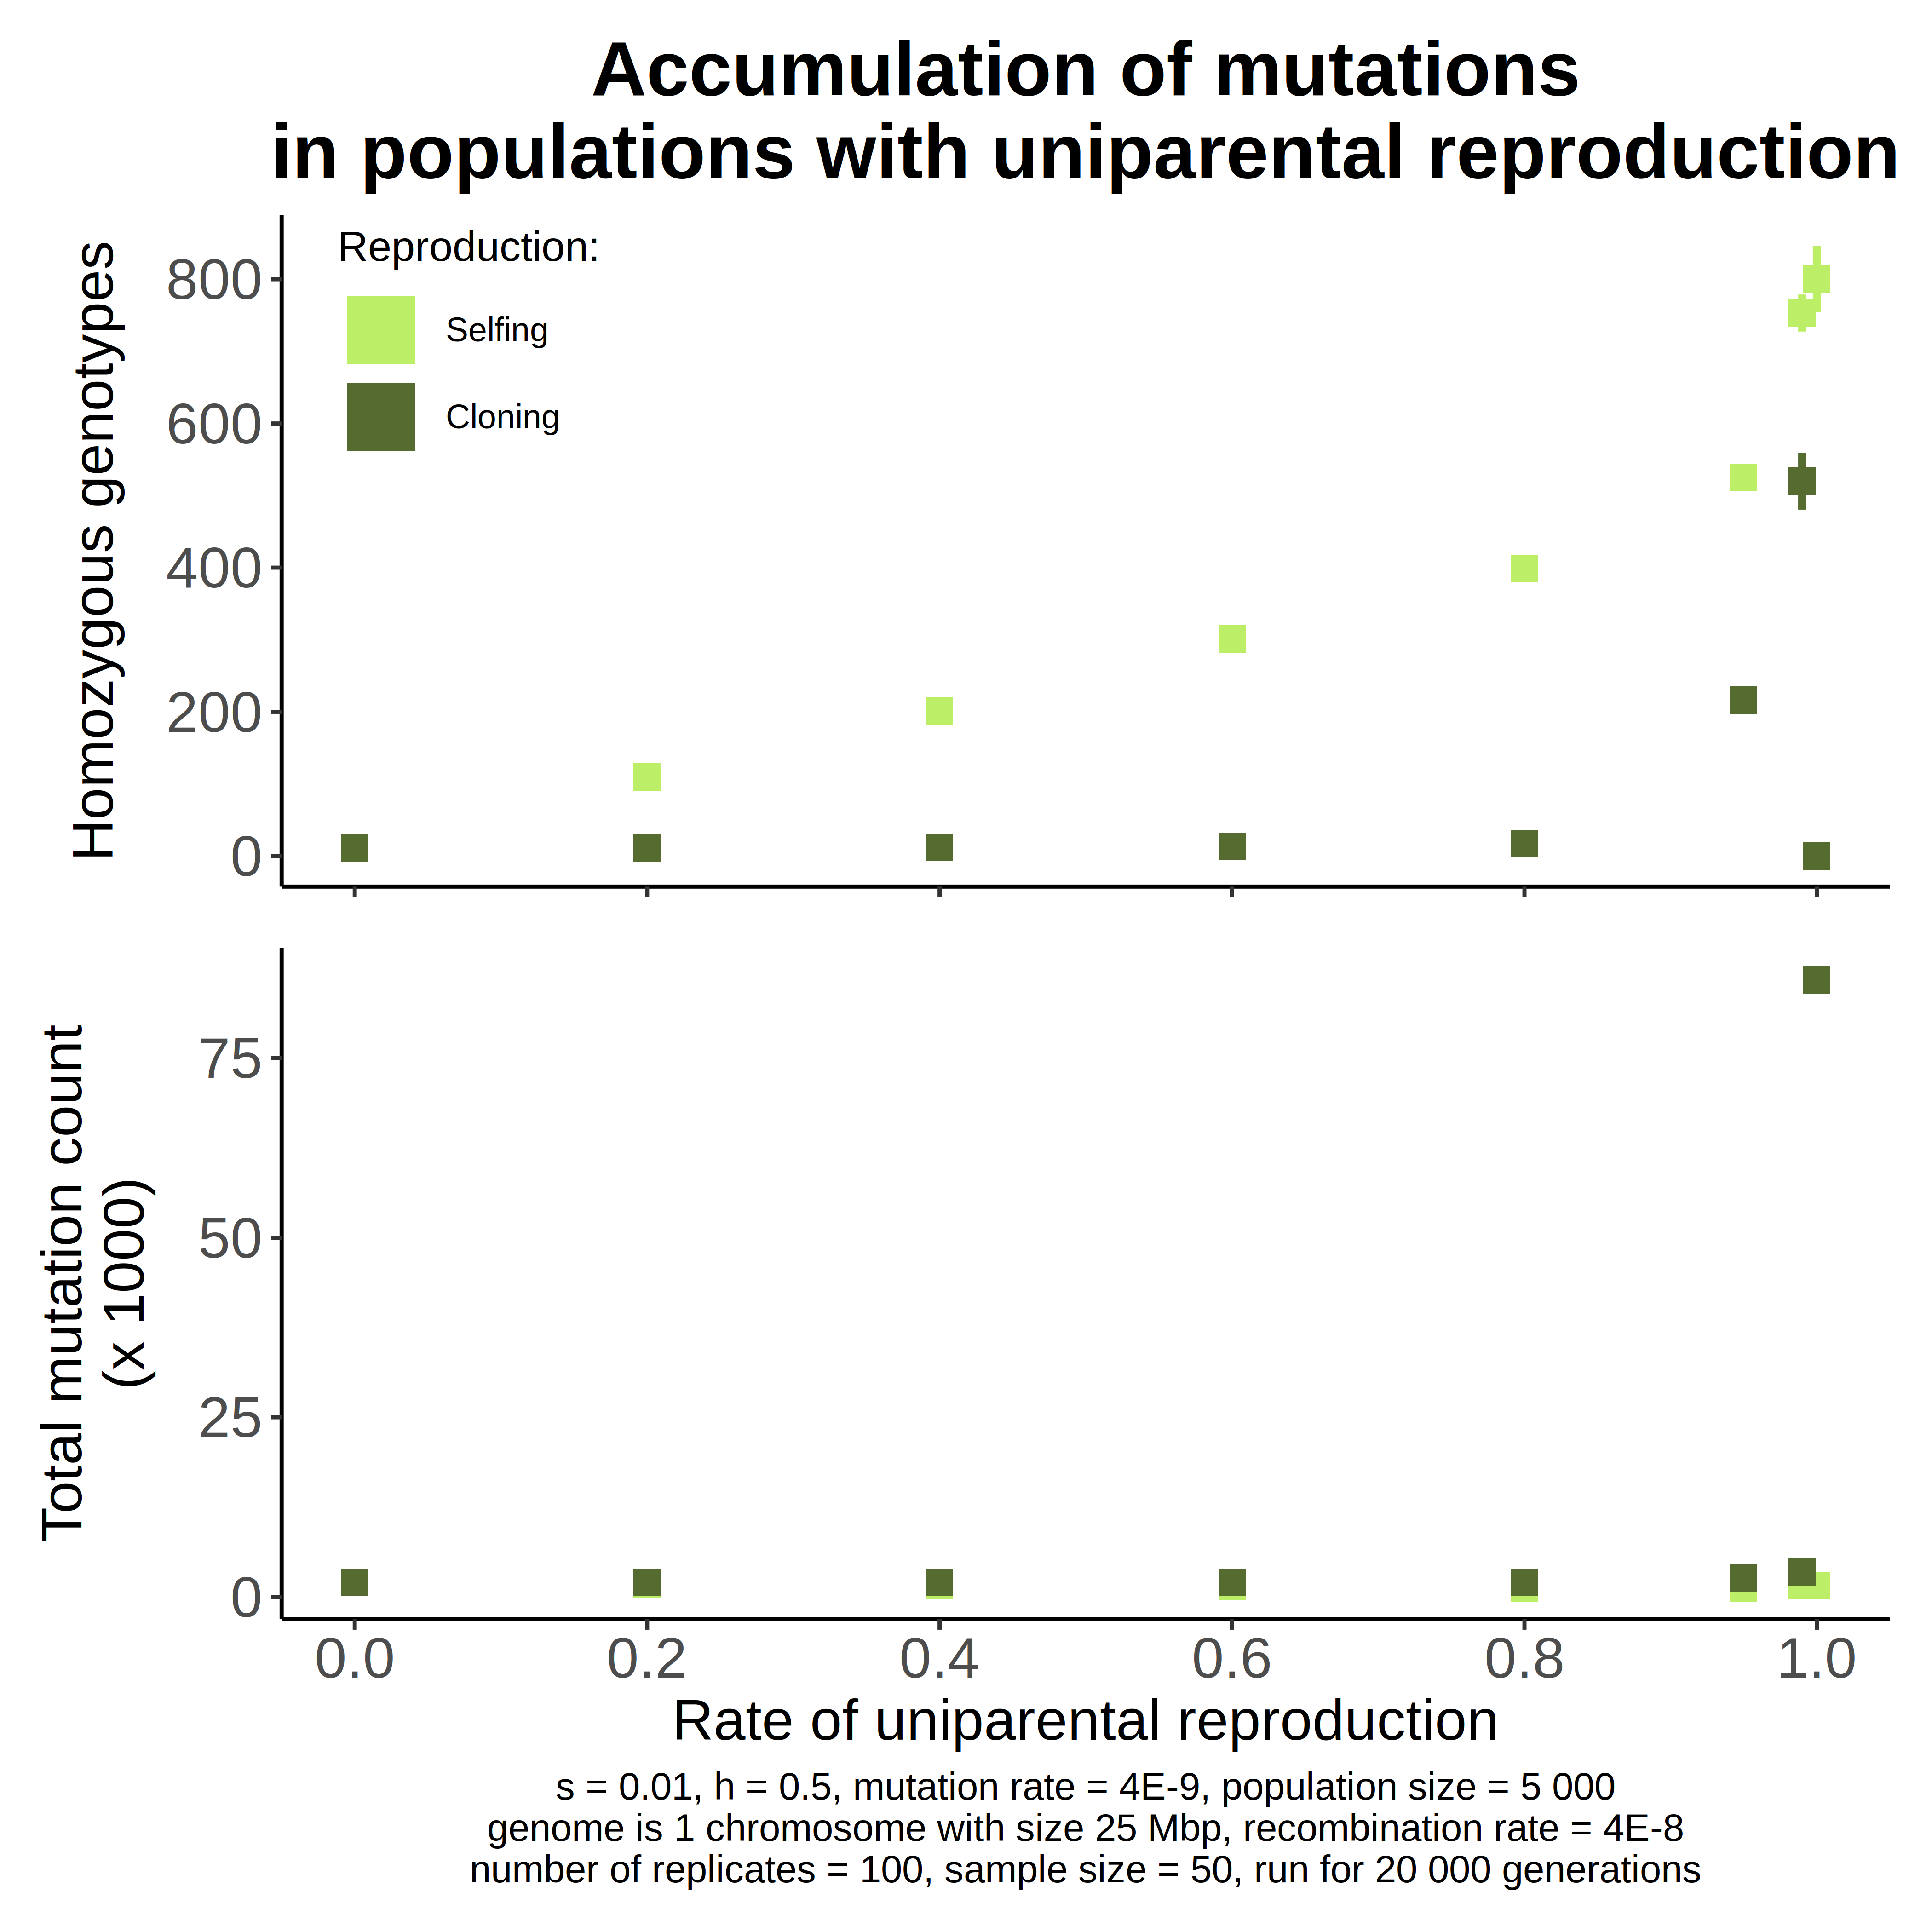 Accumulation of mutations
in populations with uniparental reproduction
Homozygous genotypes
800
600
400
200
0
Reproduction:
Selfing
Cloning
Total mutation count
(x 1000)
75
50
25
0
0.0 0.2 0.4 0.6 0.8 1.0
Rate of uniparental reproduction
s = 0.01, h = 0.5, mutation rate = 4E-9, population size = 5 000
genome is 1 chromosome with size 25 Mbp, recombination rate = 4E-8
number of replicates = 100, sample size = 50, run for 20 000 generations